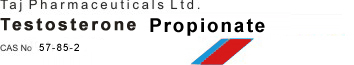 Taj Pharmaceuticals Ltd.
Testosterone Propionate
CAS No 57-85-2